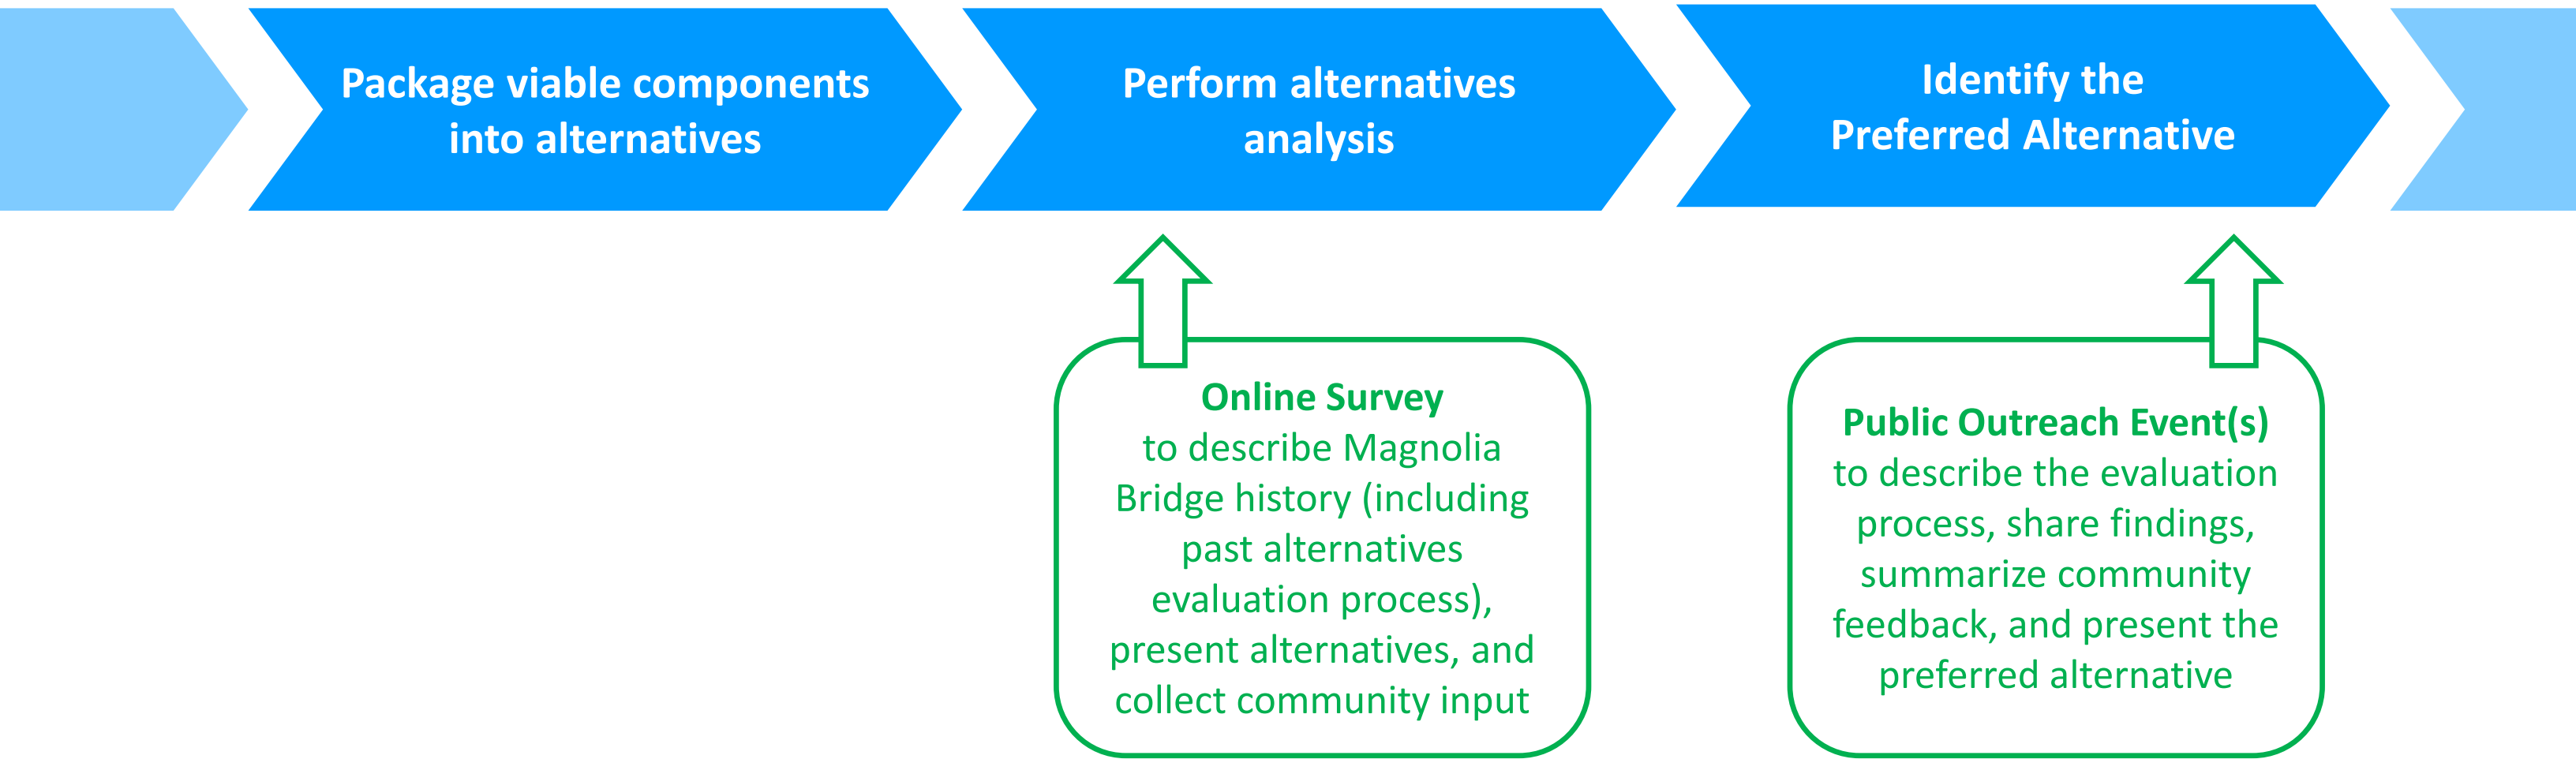 Package viable components
into alternatives
Perform alternatives
analysis
Identify the
Preferred Alternative
Online Survey
to describe Magnolia
Bridge history (including
past alternatives
evaluation process),
present alternatives, and
collect community input
Public Outreach Event(s)
to describe the evaluation
process, share findings,
summarize community
feedback, and present the
preferred alternative